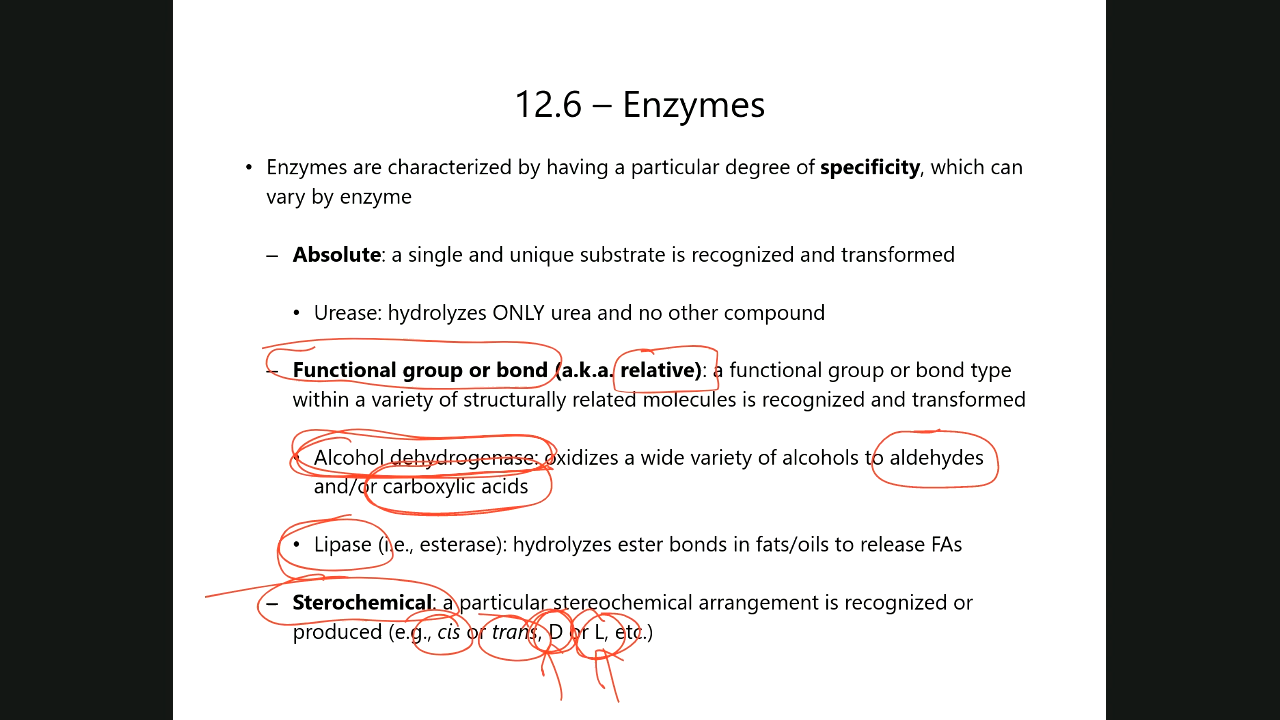 12.6 – Enzymes
• Enzymes are characterized by having a particular degree of specificity, which can
vary by enzyme
– Absolute: a single and unique substrate is recognized and transformed
• Urease: hydrolyzes ONLY urea and no other compound
– Functional group or bond (a.k.a. relative): a functional group or bond type
within a variety of structurally related molecules is recognized and transformed
• Alcohol dehydrogenase: oxidizes a wide variety of alcohols to aldehydes
and/or carboxylic acids
• Lipase (i.e., esterase): hydrolyzes ester bonds in fats/oils to release FAs
– Sterochemical: a particular stereochemical arrangement is recognized or
produced (e.g., cis or trans, D or L, etc.)